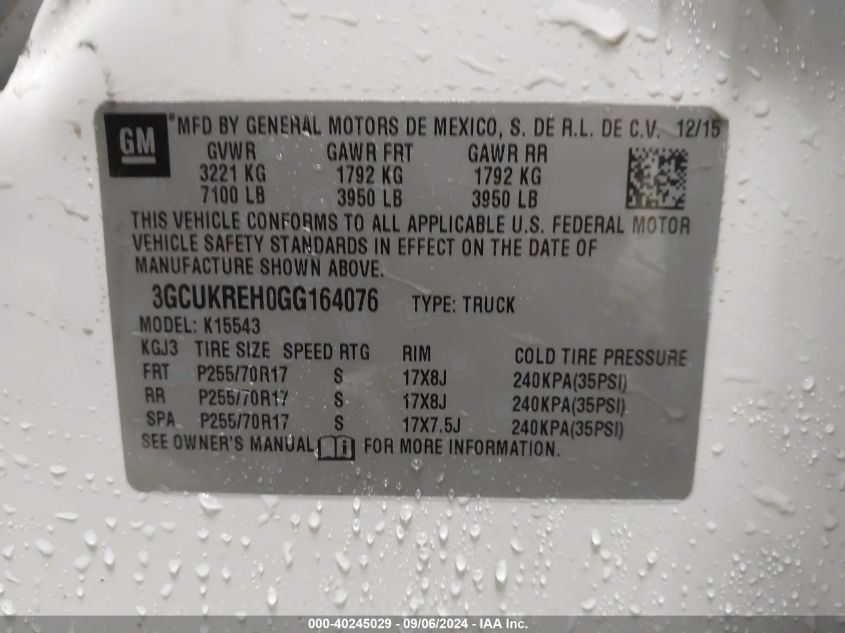 GM *MFD BY GENERAL MOTORS DE MEXICO, S. DE R.L. DE C.V. 12/15
GVWR GAWR FRT GAWR RR
3221 KG 1792 KG 1792 KG
7100 LB 3950 LB 3950 LB
THIS VEHICLE CONFORMS TO ALL APPLICABLE U.S. FEDERAL MOTOR
VEHICLE SAFETY STANDARDS IN EFFECT ON THE DATE OF
MANUFACTURE SHOWN ABOVE.
3GCUKREH0GG164076 TYPE: TRUCK
MODEL: K15543
KGJ3 TIRE SIZE SPEED RTG RIM COLD TIRE PRESSURE
FRT P255/70R17 S 17X8J 240KPA(35PSI)
RR P255/70R17 S 17X8J 240KPA(35PSI)
SPA P255/70R17 S 17X7.5J 240KPA(35PSI)
SEE OWNER'S MANUAL i FOR MORE INFORMATION.
000-40245029 - 09/06/2024 - IAA Inc.